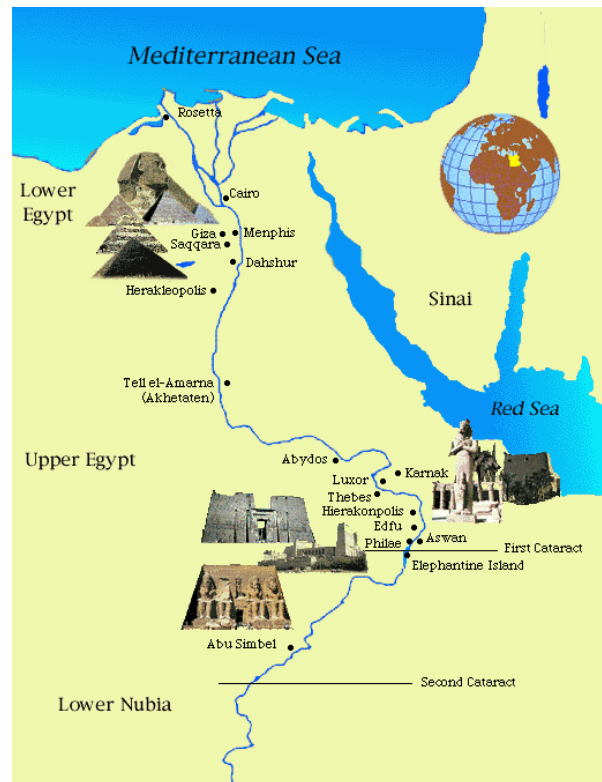 Mediterranean Sea
Rosetta
Lower
Egypt
Cairo
Giza
Menphis
Saqqara
Dahshur
Herakleopolis
Sinai
Tell el-Amarna
(Akhetaten)
Red Sea
Upper Egypt
Abydos
Karnak
Luxor
Thebes
Hierakonpolis
Edfu
Philae
Aswan
First Cataract
Elephantine Island
Abu Simbel
Second Cataract
Lower Nubia